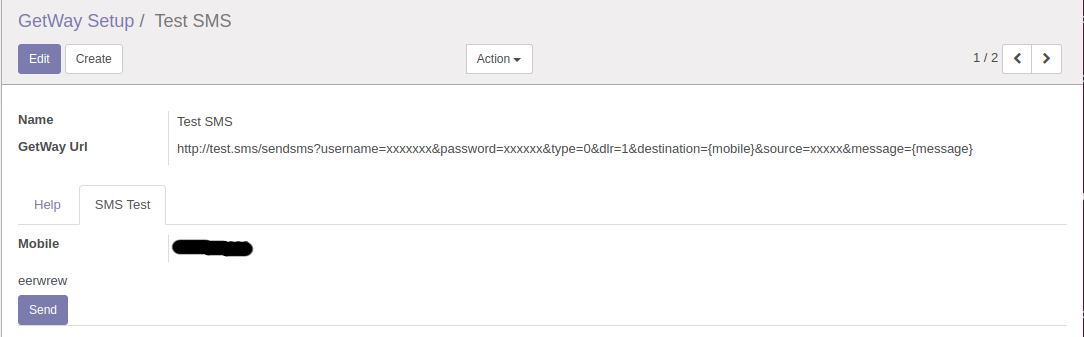 GetWay Setup / Test SMS
Edit Create Action 1 / 2
Name Test SMS
GetWay Url http://test.sms/sendsms?username=xxxxxxx&password=xxxxxx&type=0&dlr=1&destination={mobile}&source=xxxxx&message={message}
Help SMS Test
Mobile
eerwrew
Send